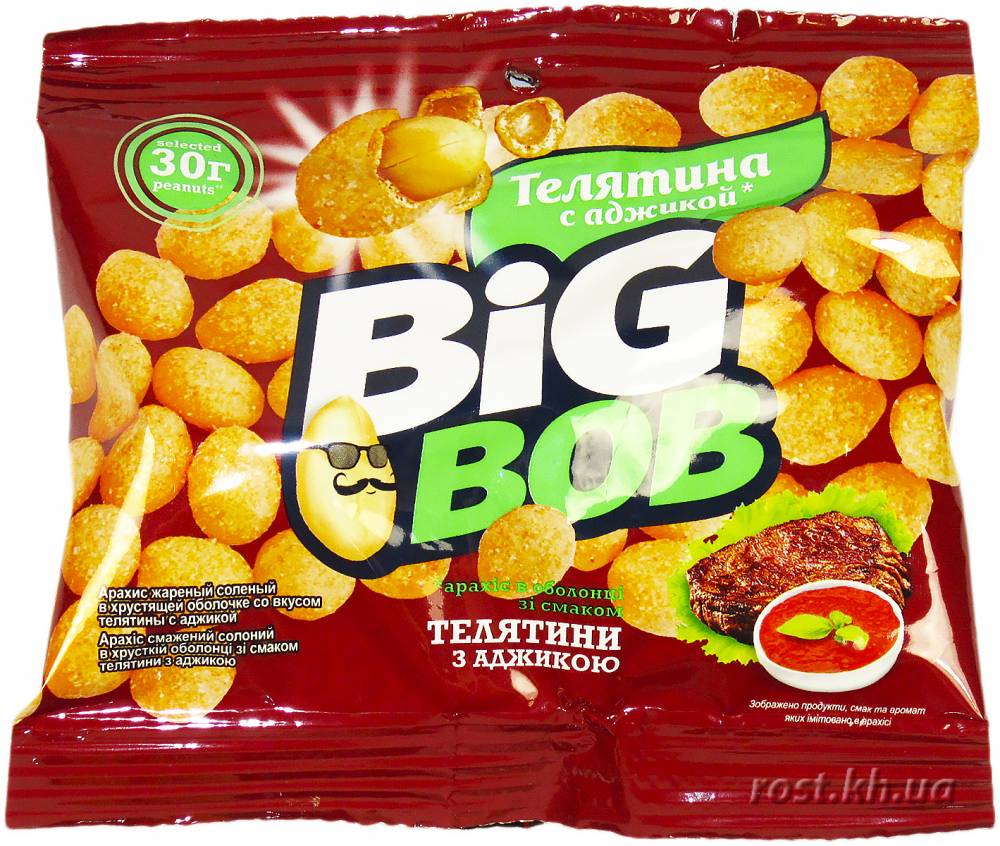 selected
30г
peanuts**
Телятина
с аджикой*
BiG
BOB
*арахіс в оболонці
зі смаком
ТЕЛЯТИНИ
З АДЖИКОЮ
Арахис жареный соленый
в хрустящей оболочке со вкусом
телятины с аджикой
Арахіс смажений солоний
в хрусткій оболонці зі смаком
телятини з аджикою
Зображено продукти, смак та аромат
яких імітовано в арахісі
rost.kh.ua